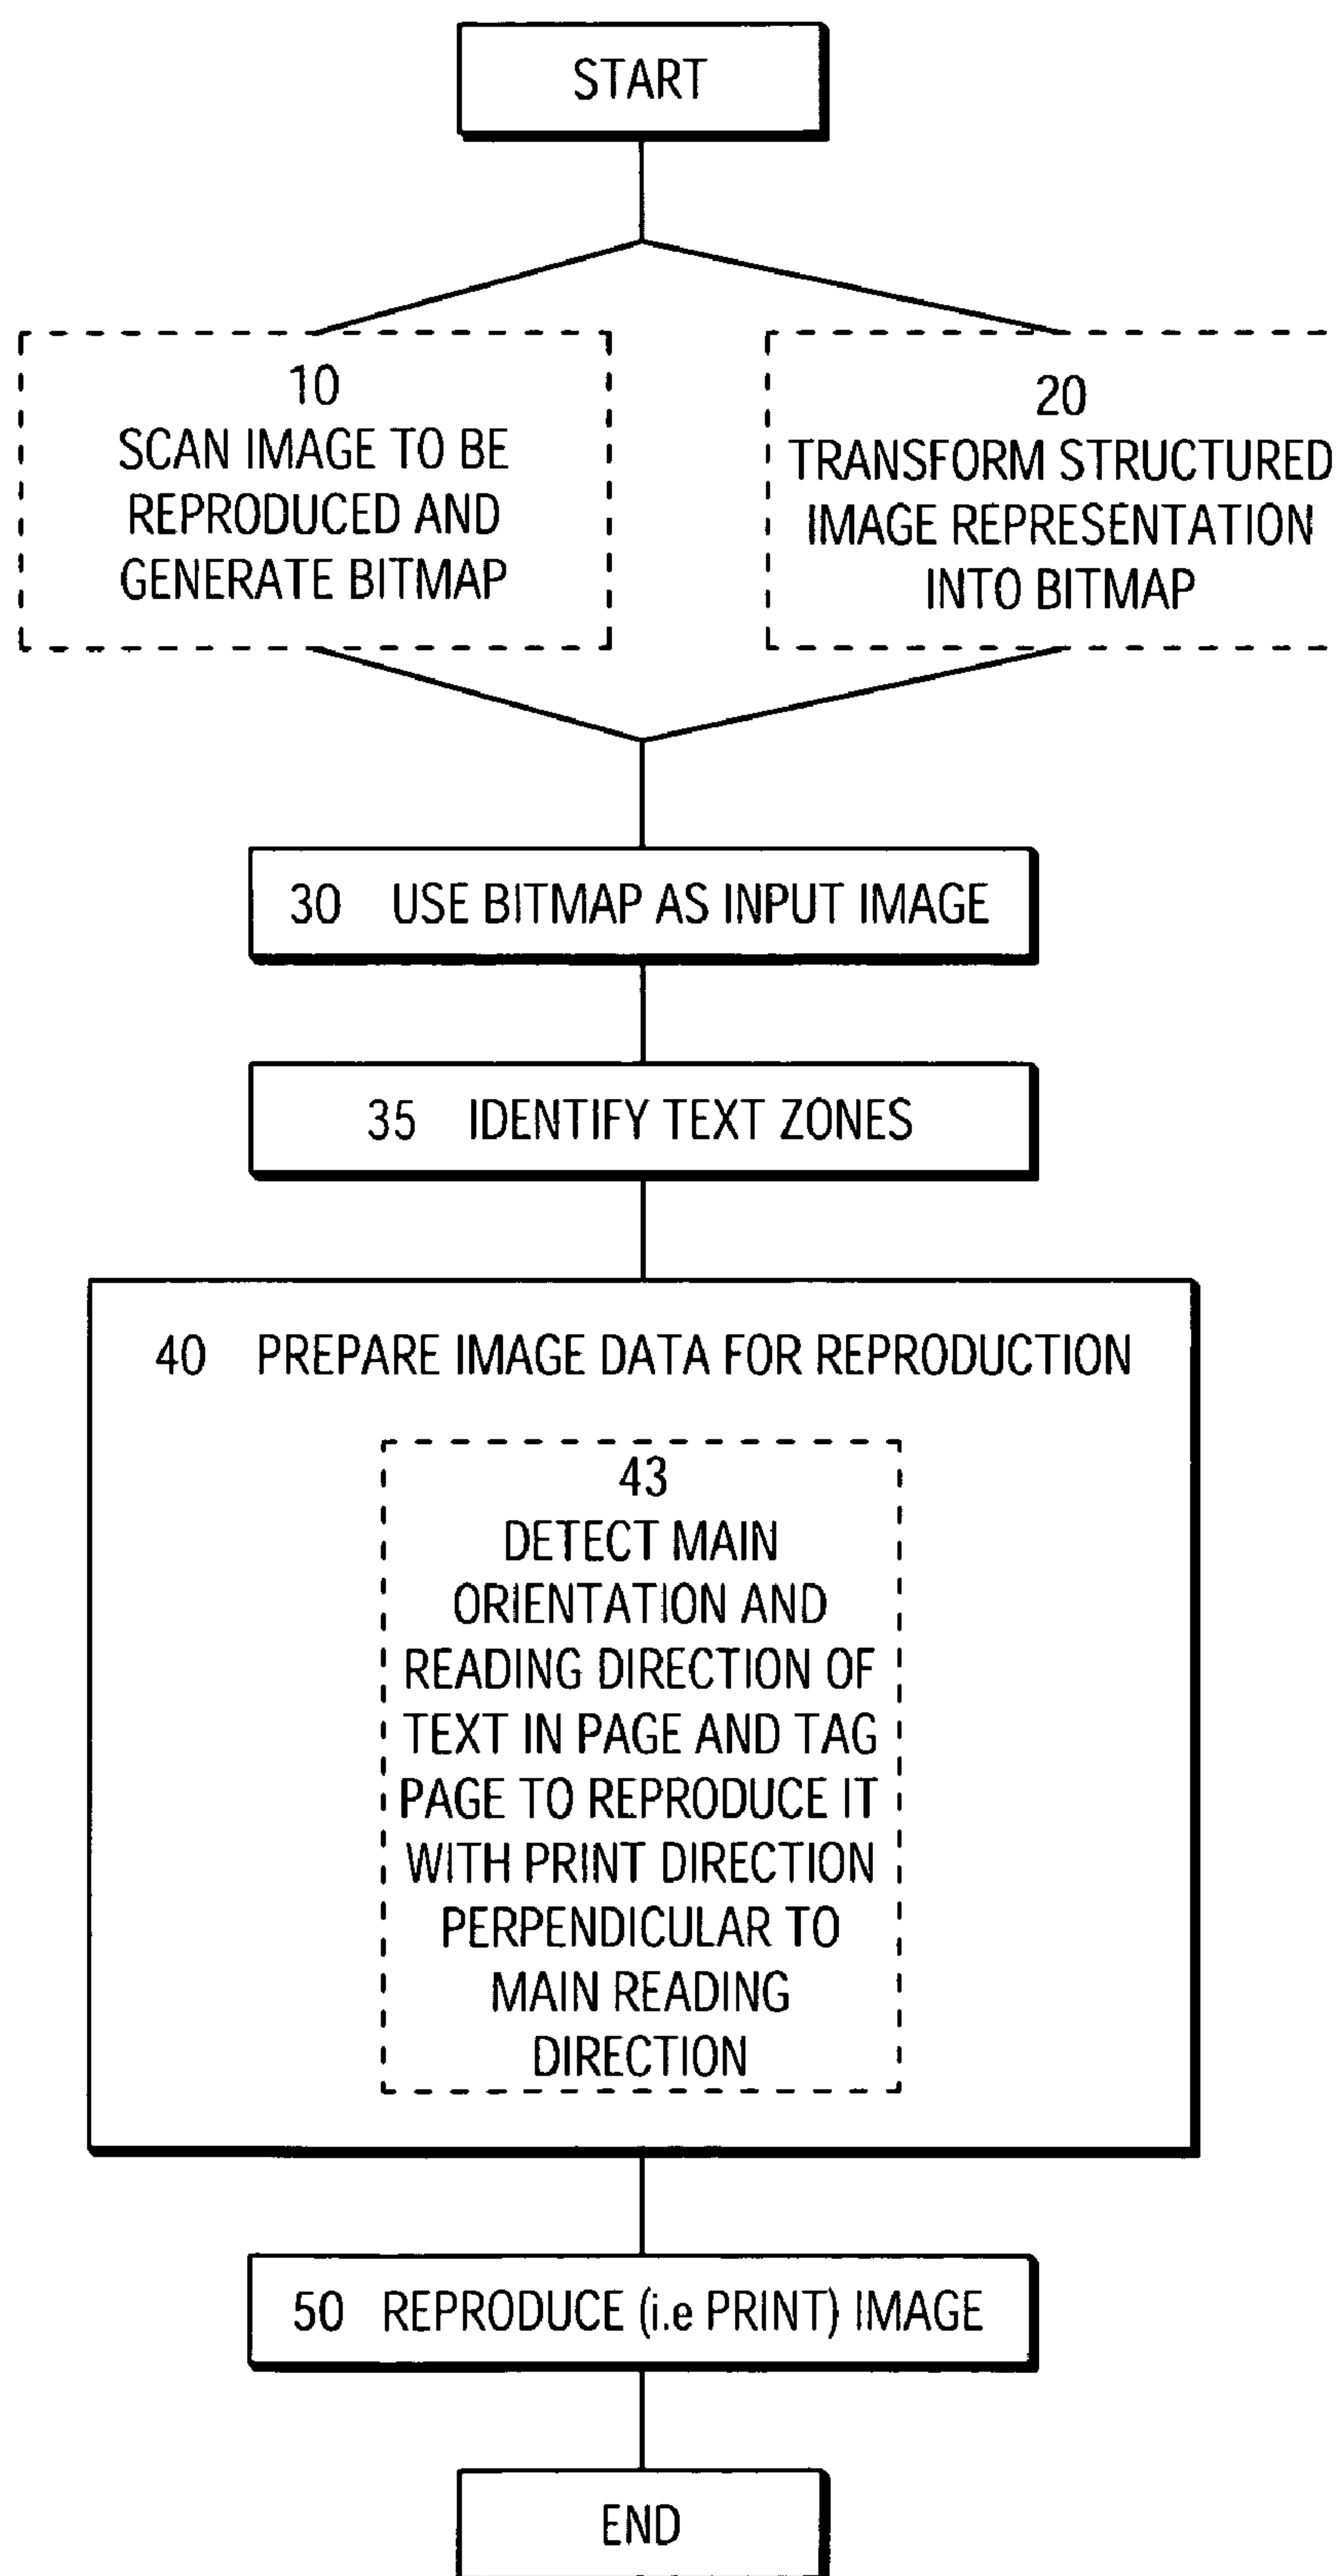 START
10
SCAN IMAGE TO BE
REPRODUCED AND
GENERATE BITMAP
20
TRANSFORM STRUCTURED
IMAGE REPRESENTATION
INTO BITMAP
30 USE BITMAP AS INPUT IMAGE
35 IDENTIFY TEXT ZONES
40 PREPARE IMAGE DATA FOR REPRODUCTION
43
DETECT MAIN
ORIENTATION AND
READING DIRECTION OF
TEXT IN PAGE AND TAG
PAGE TO REPRODUCE IT
WITH PRINT DIRECTION
PERPENDICULAR TO
MAIN READING
DIRECTION
50 REPRODUCE (i.e PRINT) IMAGE
END